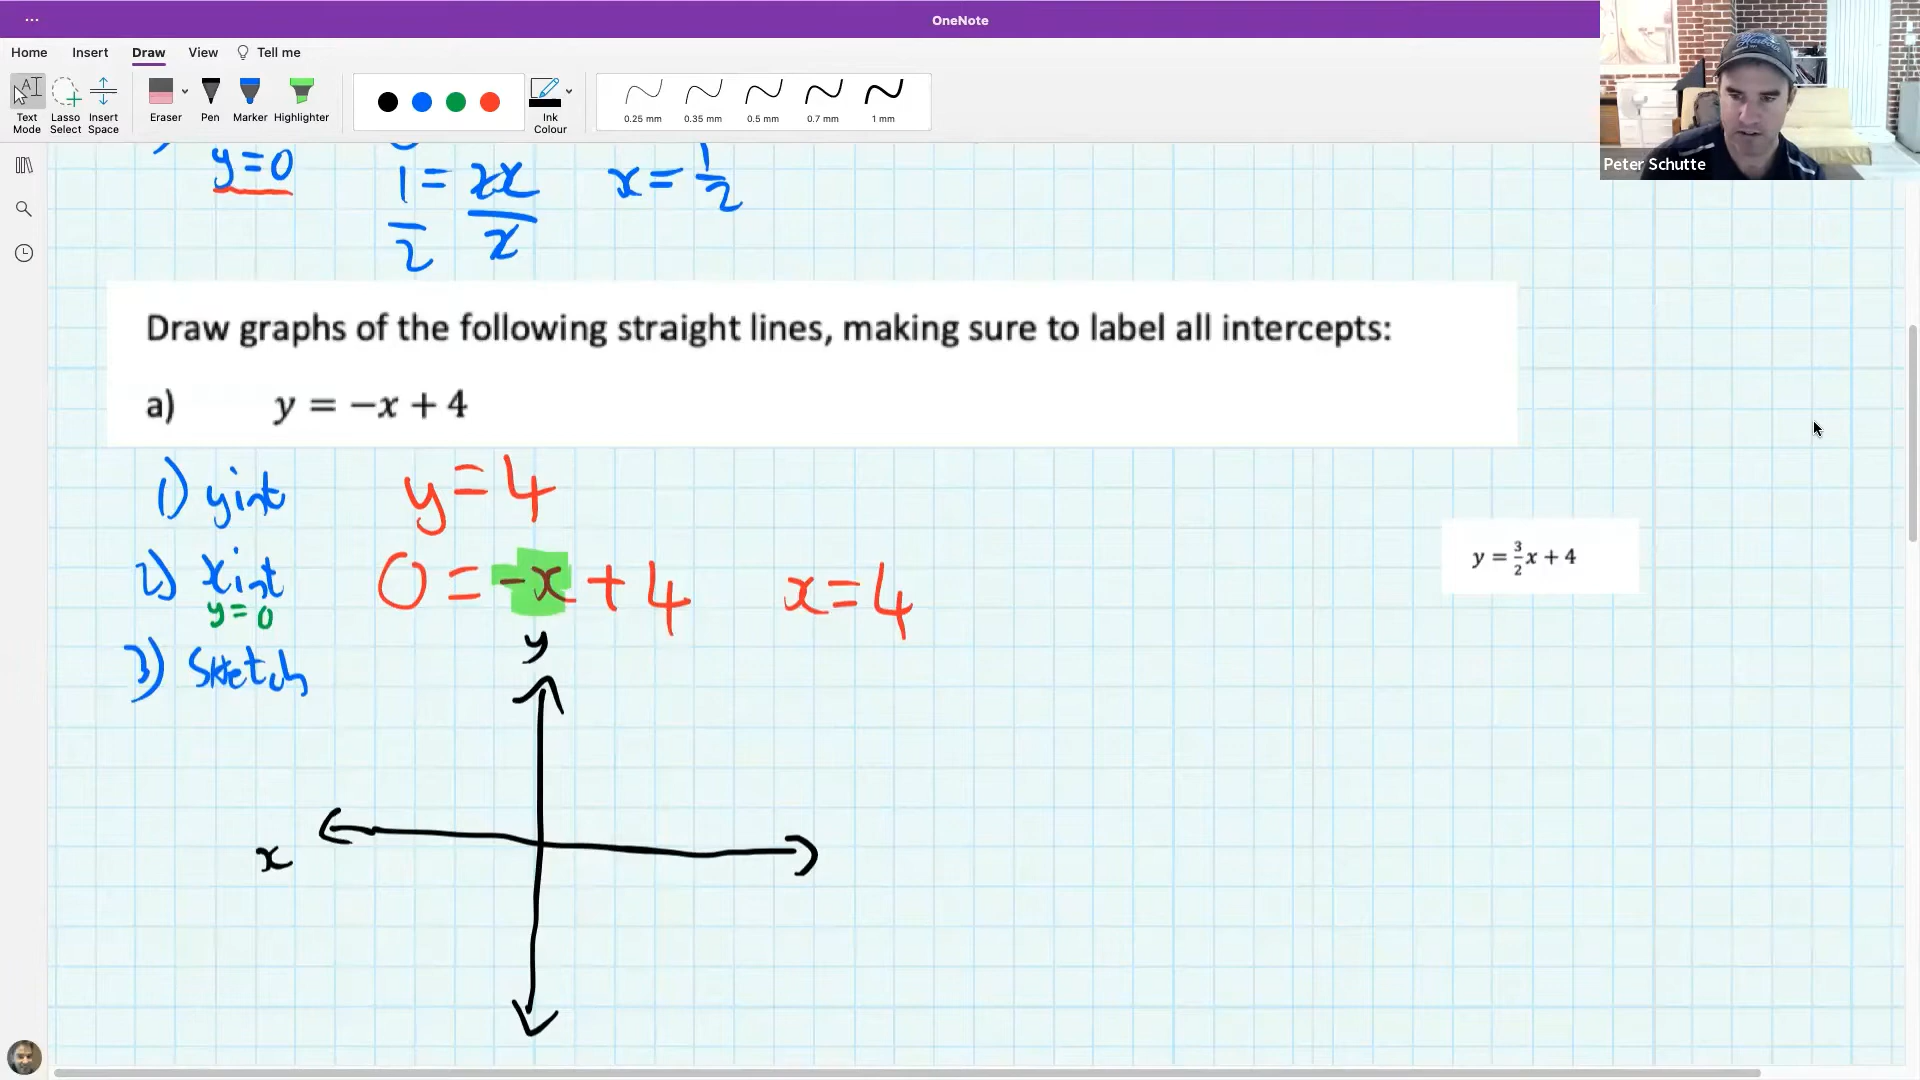 OneNote
Home Insert Draw View Tell me
Text Mode
Lasso Select
Insert Space
Eraser
Pen
Marker
Highlighter
Ink Colour
0.25 mm
0.35 mm
0.5 mm
0.7 mm
1 mm
Peter Schutte
y=0
1/2 = 2x/2
x = 1/2
Draw graphs of the following straight lines, making sure to label all intercepts:
a) y = −x + 4
1) yint y=4
2) xint 0 = -x + 4 x=4
y=0
3) Sketch
y
x
y = 3/2 x + 4